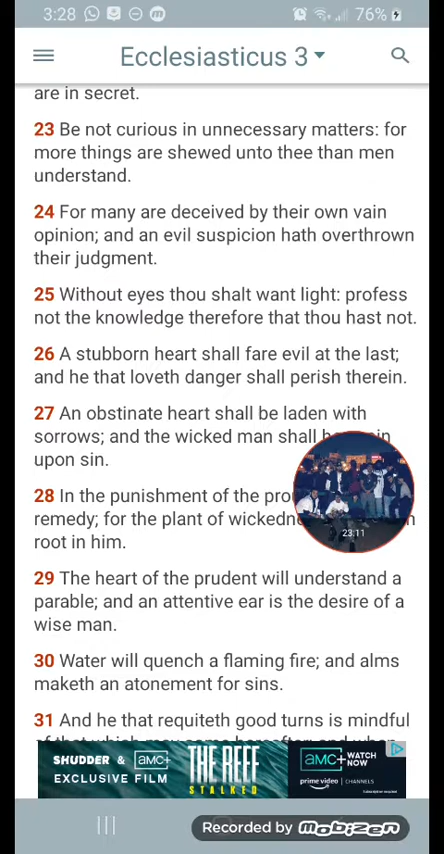 3:28 76%
Ecclesiasticus 3
are in secret.
23 Be not curious in unnecessary matters: for
more things are shewed unto thee than men
understand.
24 For many are deceived by their own vain
opinion; and an evil suspicion hath overthrown
their judgment.
25 Without eyes thou shalt want light: profess
not the knowledge therefore that thou hast not.
26 A stubborn heart shall fare evil at the last;
and he that loveth danger shall perish therein.
27 An obstinate heart shall be laden with
sorrows; and the wicked man shall
upon sin.
28 In the punishment of the
remedy; for the plant of
root in him.
23:11
29 The heart of the prudent will understand a
parable; and an attentive ear is the desire of a
wise man.
30 Water will quench a flaming fire; and alms
maketh an atonement for sins.
31 And he that requiteth good turns is mindful
SHUDDER & amc+
EXCLUSIVE FILM
THE REEF
STALKED
amc+ WATCH NOW
prime video | CHANNELS
Recorded by mobizen